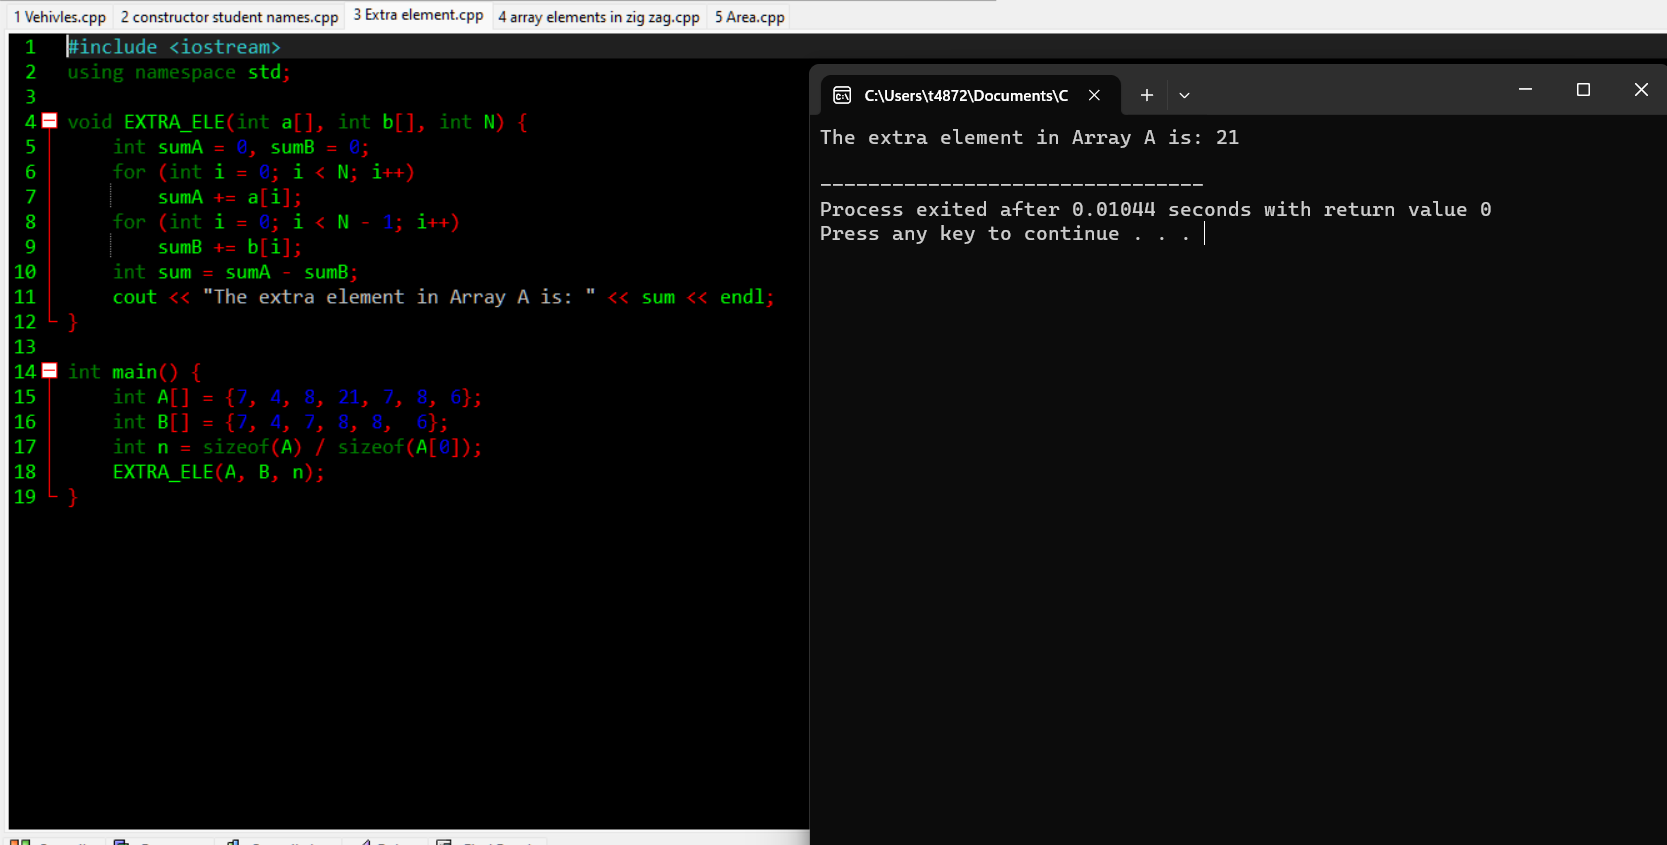 1 Vehivles.cpp 2 constructor student names.cpp 3 Extra element.cpp 4 array elements in zig zag.cpp 5 Area.cpp
1 #include <iostream>
2 using namespace std;
3
4 void EXTRA_ELE(int a[], int b[], int N) {
5 int sumA = 0, sumB = 0;
6 for (int i = 0; i < N; i++)
7 sumA += a[i];
8 for (int i = 0; i < N - 1; i++)
9 sumB += b[i];
10 int sum = sumA - sumB;
11 cout << "The extra element in Array A is: " << sum << endl;
12 }
13
14 int main() {
15 int A[] = {7, 4, 8, 21, 7, 8, 6};
16 int B[] = {7, 4, 7, 8, 8,  6};
17 int n = sizeof(A) / sizeof(A[0]);
18 EXTRA_ELE(A, B, n);
19 }
C:\Users\t4872\Documents\C
The extra element in Array A is: 21
--------------------------------
Process exited after 0.01044 seconds with return value 0
Press any key to continue . . .